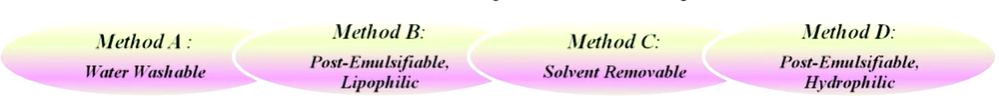 Method A :
Water Washable
Method B:
Post-Emulsifiable,
Lipophilic
Method C:
Solvent Removable
Method D:
Post-Emulsifiable,
Hydrophilic